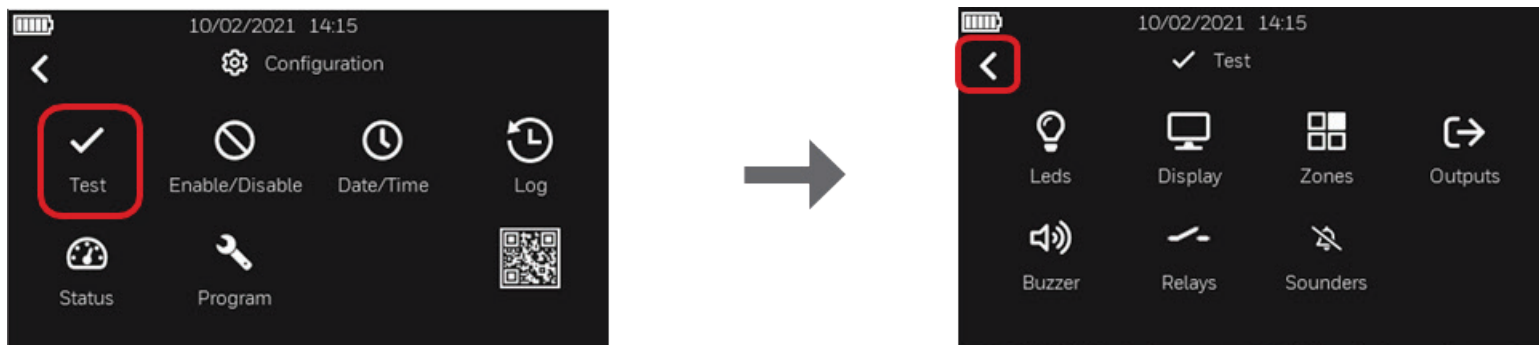 10/02/2021 14:15
Configuration
Test Enable/Disable Date/Time Log
Status Program
10/02/2021 14:15
Test
Leds Display Zones Outputs
Buzzer Relays Sounders